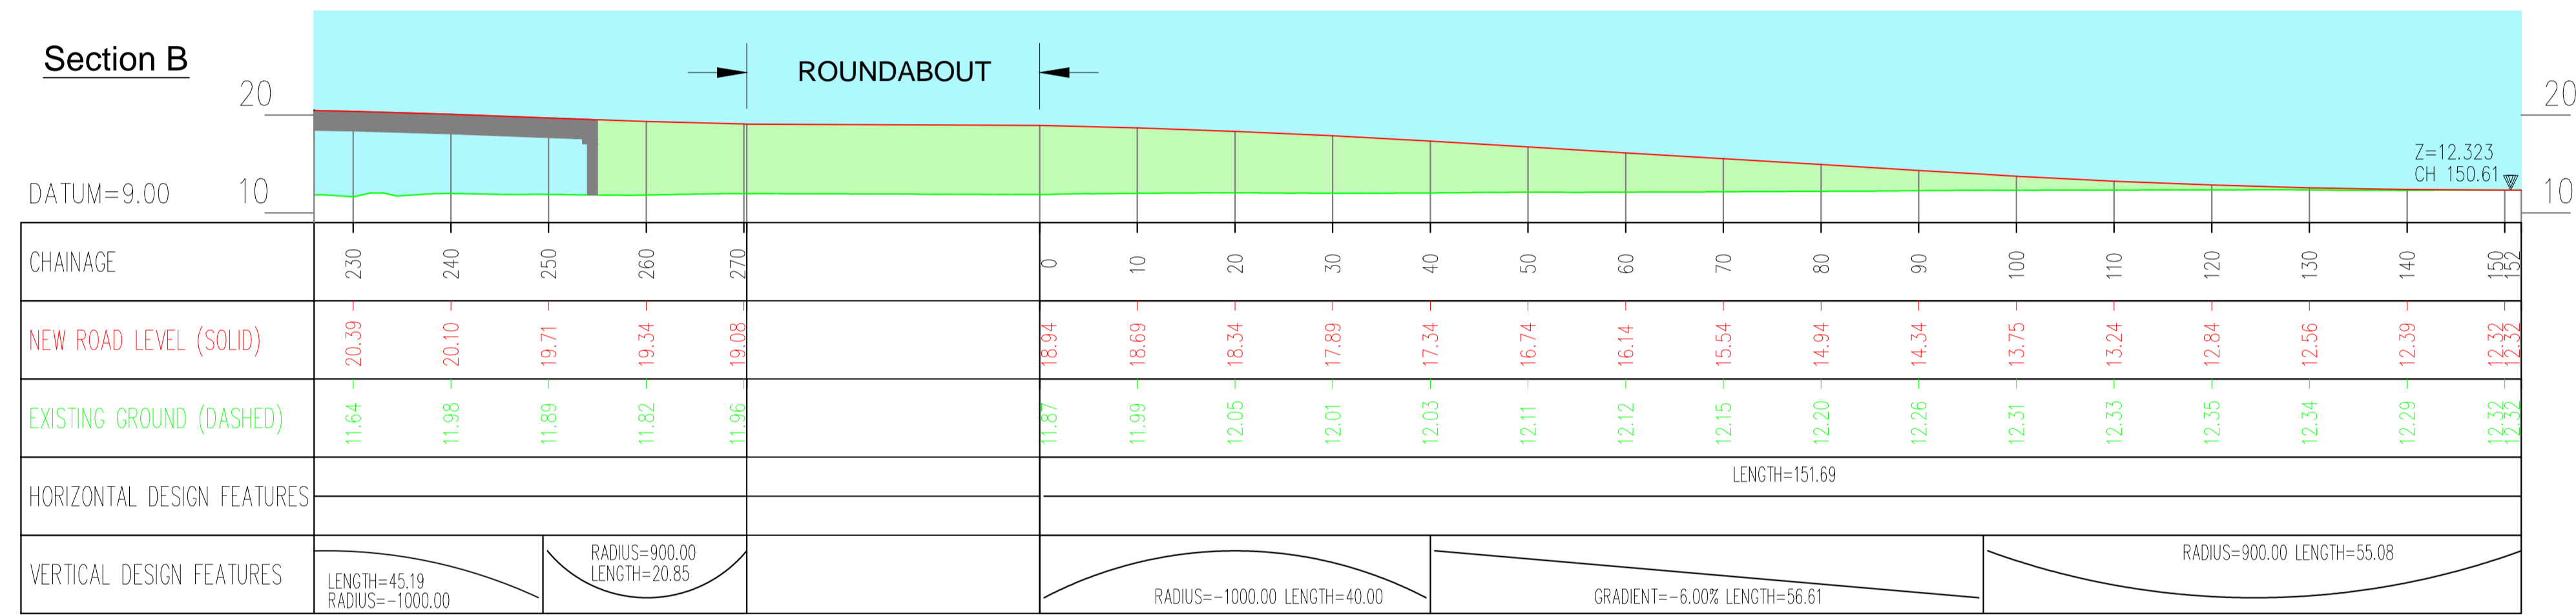 Section B
ROUNDABOUT
20
20
Z=12.323
CH 150.61
DATUM=9.00
10
10
CHAINAGE 230 240 250 260 270 0 10 20 30 40 50 60 70 80 90 100 110 120 130 140 150 152
NEW ROAD LEVEL (SOLID) 20.39 20.10 19.71 19.34 19.08 18.94 18.69 18.34 17.89 17.34 16.74 16.14 15.54 14.94 14.34 13.75 13.24 12.84 12.56 12.39 12.32 12.32
EXISTING GROUND (DASHED) 11.64 11.98 11.89 11.82 11.96 11.87 11.99 12.05 12.01 12.03 12.11 12.12 12.15 12.20 12.26 12.31 12.33 12.35 12.34 12.29 12.32 12.32
HORIZONTAL DESIGN FEATURES
LENGTH=151.69
VERTICAL DESIGN FEATURES
LENGTH=45.19
RADIUS=-1000.00
RADIUS=900.00
LENGTH=20.85
RADIUS=-1000.00 LENGTH=40.00
GRADIENT=-6.00% LENGTH=56.61
RADIUS=900.00 LENGTH=55.08